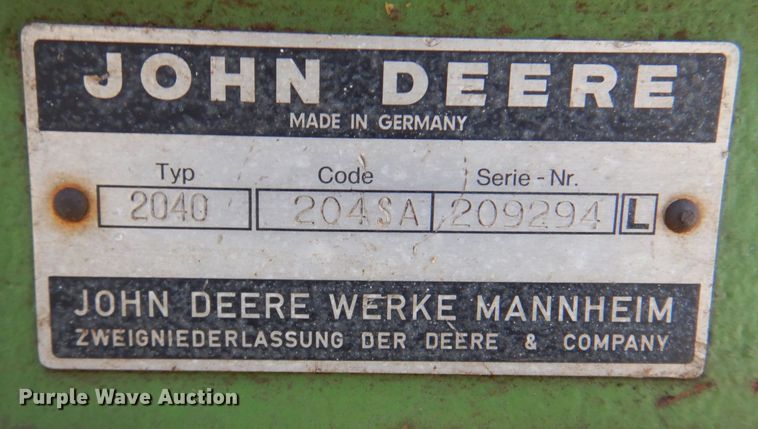 JOHN DEERE
MADE IN GERMANY
Typ Code Serie - Nr.
2040 204SA 209294 L
JOHN DEERE WERKE MANNHEIM
ZWEIGNIEDERLASSUNG DER DEERE & COMPANY
Purple Wave Auction